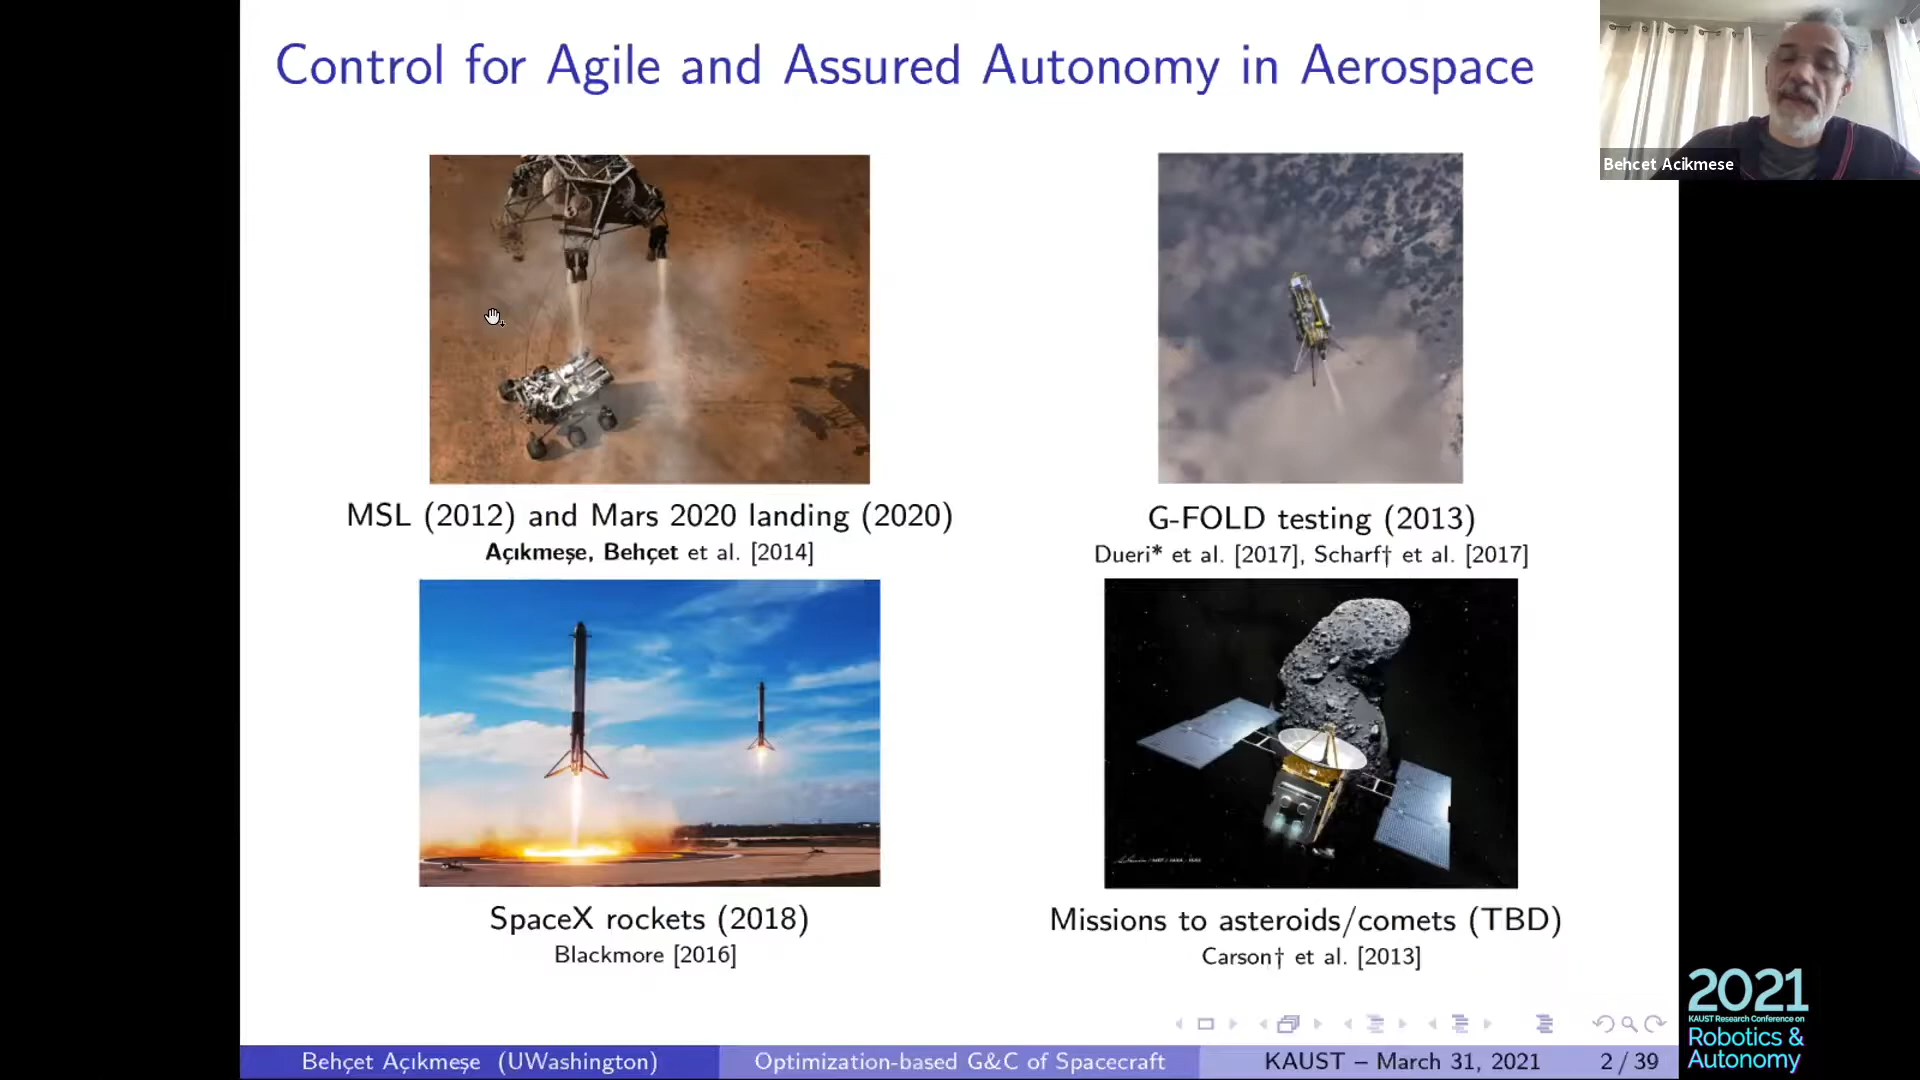 Control for Agile and Assured Autonomy in Aerospace
Behcet Acikmese
MSL (2012) and Mars 2020 landing (2020)
Açıkmeşe, Behçet et al. [2014]
G-FOLD testing (2013)
Dueri* et al. [2017], Scharf† et al. [2017]
SpaceX rockets (2018)
Blackmore [2016]
Missions to asteroids/comets (TBD)
Carson† et al. [2013]
Behçet Açıkmeşe (UWashington)
Optimization-based G&C of Spacecraft
KAUST – March 31, 2021
2 / 39
2021
KAUST Research Conference on
Robotics &
Autonomy